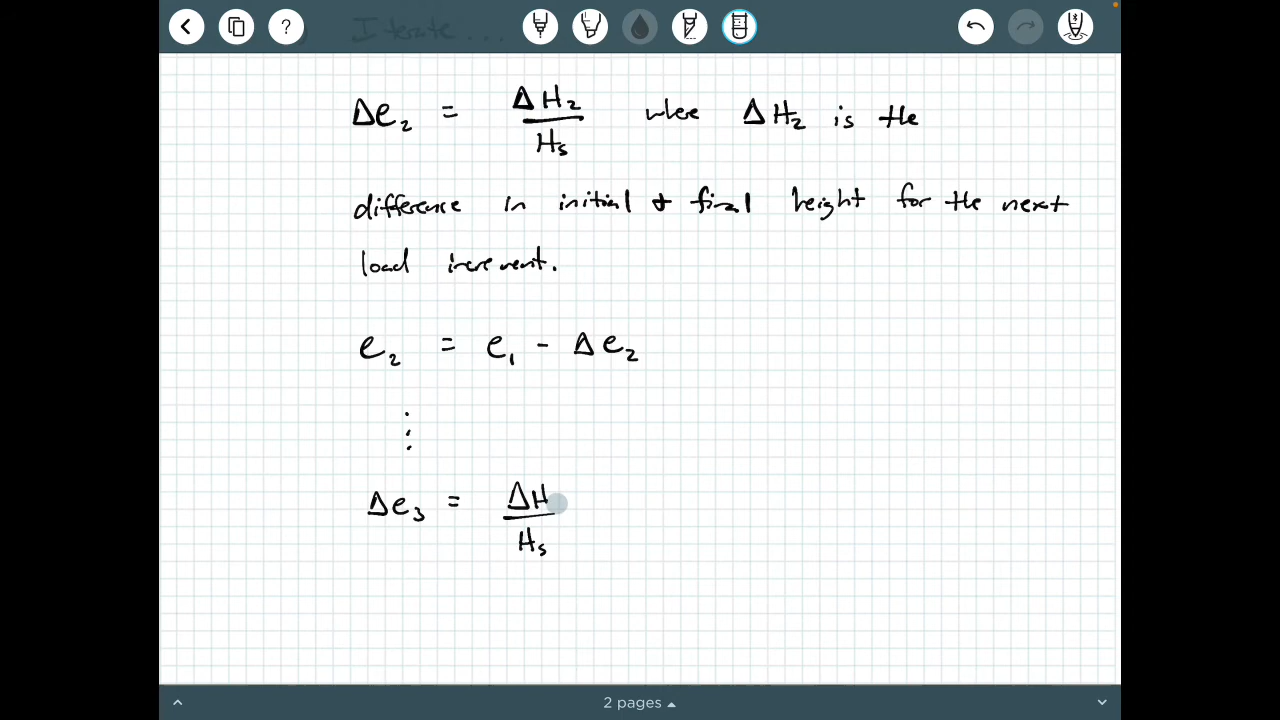 Iterate...
?
Δe₂ = ΔH₂/Hₛ where ΔH₂ is the
difference in initial & final height for the next
load increment.
e₂ = e₁ - Δe₂
⋮
Δe₃ = ΔH/Hₛ
2 pages